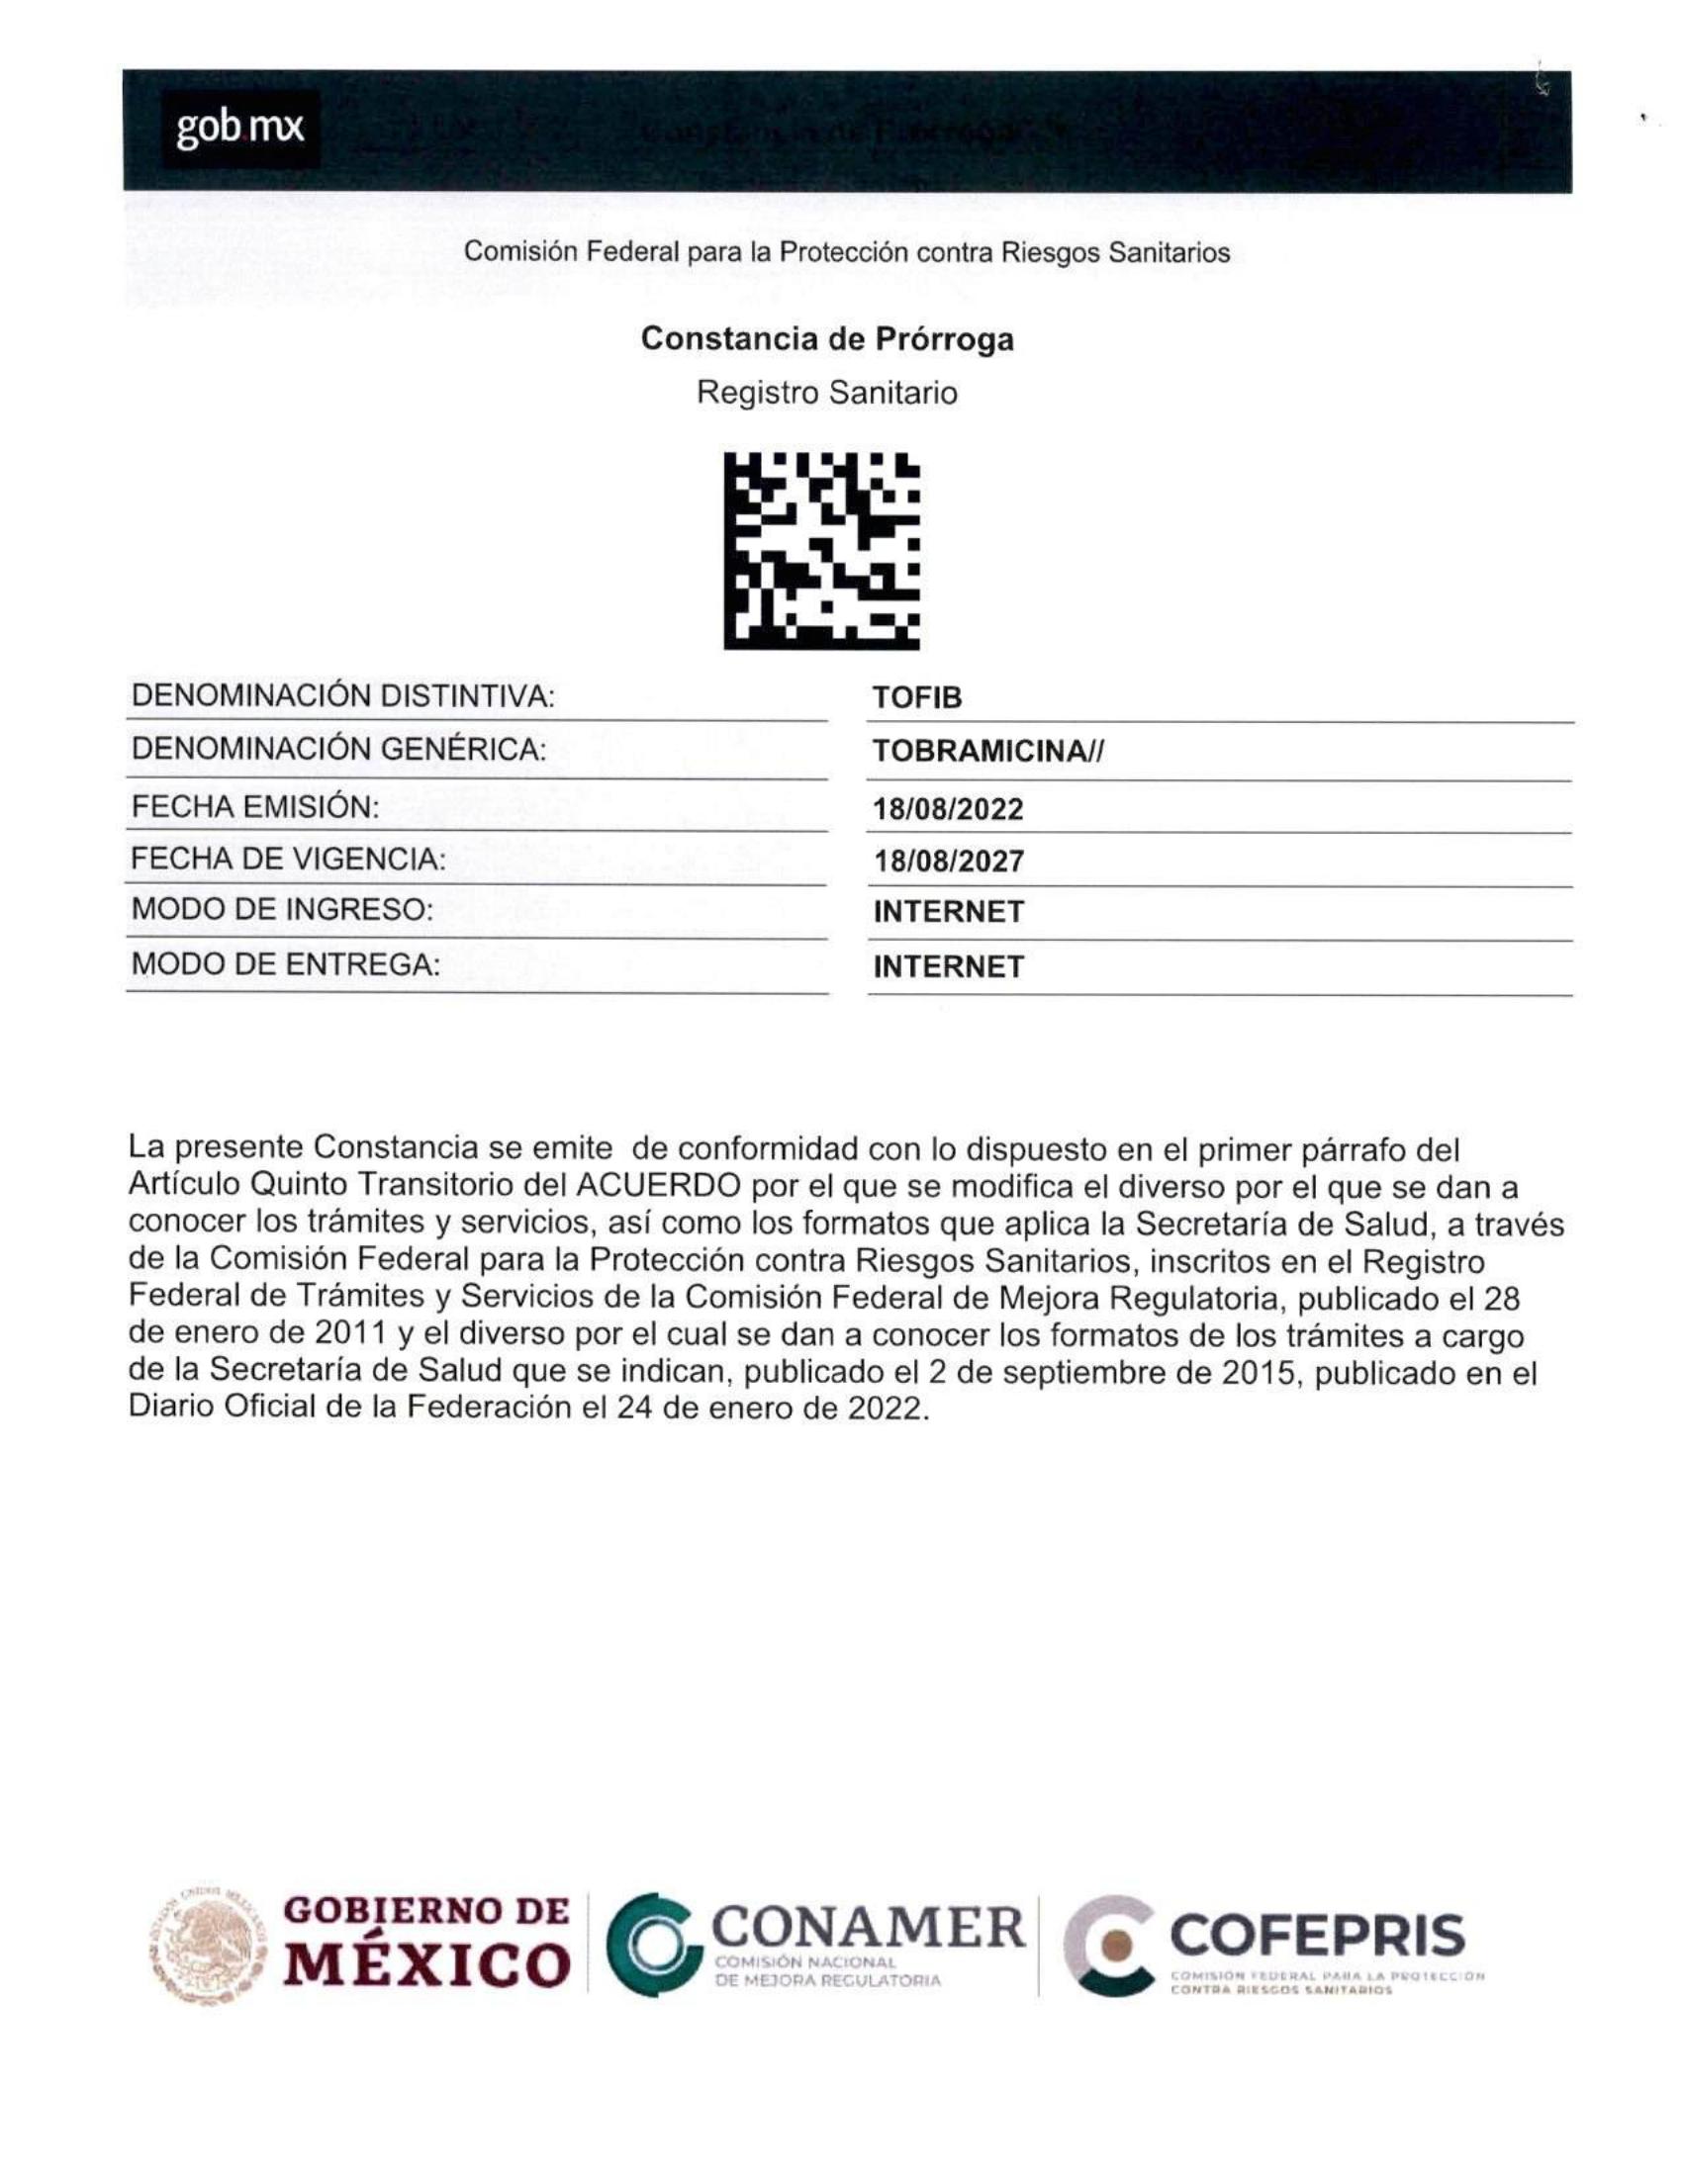 gob.mx
Comisión Federal para la Protección contra Riesgos Sanitarios
Constancia de Prórroga
Registro Sanitario
DENOMINACIÓN DISTINTIVA: TOFIB
DENOMINACIÓN GENÉRICA: TOBRAMICINA//
FECHA EMISIÓN: 18/08/2022
FECHA DE VIGENCIA: 18/08/2027
MODO DE INGRESO: INTERNET
MODO DE ENTREGA: INTERNET
La presente Constancia se emite de conformidad con lo dispuesto en el primer párrafo del
Artículo Quinto Transitorio del ACUERDO por el que se modifica el diverso por el que se dan a
conocer los trámites y servicios, así como los formatos que aplica la Secretaría de Salud, a través
de la Comisión Federal para la Protección contra Riesgos Sanitarios, inscritos en el Registro
Federal de Trámites y Servicios de la Comisión Federal de Mejora Regulatoria, publicado el 28
de enero de 2011 y el diverso por el cual se dan a conocer los formatos de los trámites a cargo
de la Secretaría de Salud que se indican, publicado el 2 de septiembre de 2015, publicado en el
Diario Oficial de la Federación el 24 de enero de 2022.
GOBIERNO DE
MÉXICO
CONAMER
COMISIÓN NACIONAL
DE MEJORA REGULATORIA
COFEPRIS
COMISIÓN FEDERAL PARA LA PROTECCIÓN
CONTRA RIESGOS SANITARIOS